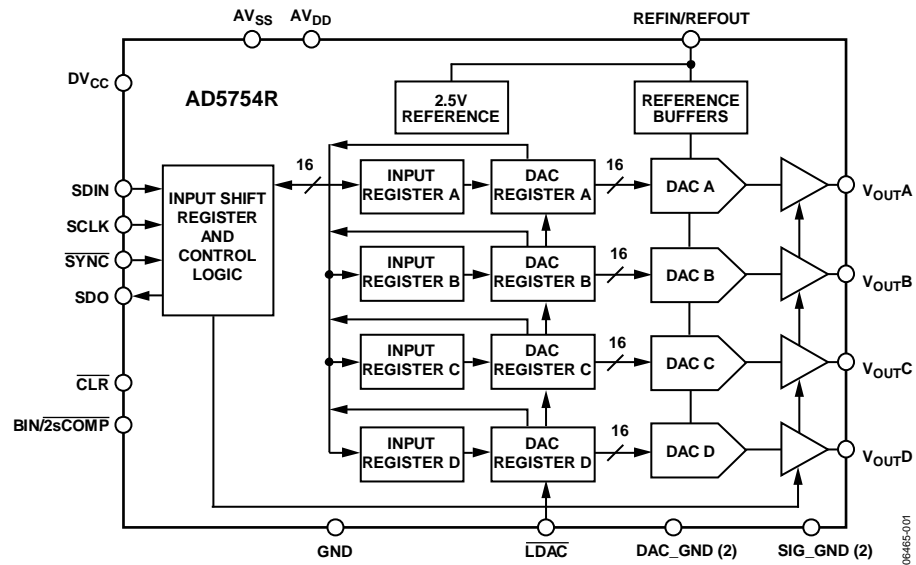 AVSS AVDD REFIN/REFOUT
DVCC
AD5754R
2.5V
REFERENCE
REFERENCE
BUFFERS
16
INPUT
REGISTER A
DAC
REGISTER A
16
DAC A
VOUTA
SDIN
SCLK
SYNC
SDO
INPUT SHIFT
REGISTER
AND
CONTROL
LOGIC
INPUT
REGISTER B
DAC
REGISTER B
16
DAC B
VOUTB
INPUT
REGISTER C
DAC
REGISTER C
16
DAC C
VOUTC
CLR
BIN/2sCOMP
INPUT
REGISTER D
DAC
REGISTER D
16
DAC D
VOUTD
GND LDAC DAC_GND (2) SIG_GND (2)
06465-001